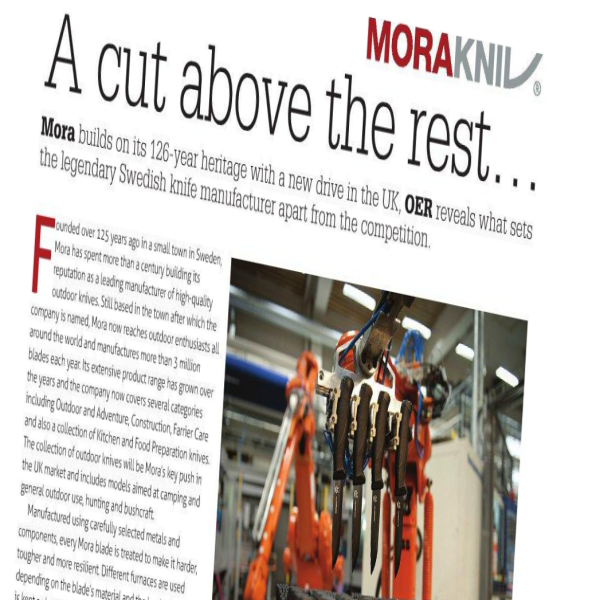 MORAKNIV®
A cut above the rest...
Mora builds on its 126-year heritage with a new drive in the UK, OER reveals what sets
the legendary Swedish knife manufacturer apart from the competition.
Founded over 125 years ago in a small town in Sweden,
Mora has spent more than a century building its
reputation as a leading manufacturer of high-quality
outdoor knives. Still based in the town after which the
company is named, Mora now reaches outdoor enthusiasts all
around the world and manufactures more than 3 million
blades each year. Its extensive product range has grown over
the years and the company now covers several categories
including Outdoor and Adventure, Construction, Farrier Care
and also a collection of Kitchen and Food Preparation knives.
The collection of outdoor knives will be Mora's key push in
the UK market and includes models aimed at camping and
general outdoor use, hunting and bushcraft.
Manufactured using carefully selected metals and
components, every Mora blade is treated to make it harder,
tougher and more resilient. Different furnaces are used
depending on the blade's material and the
is kept